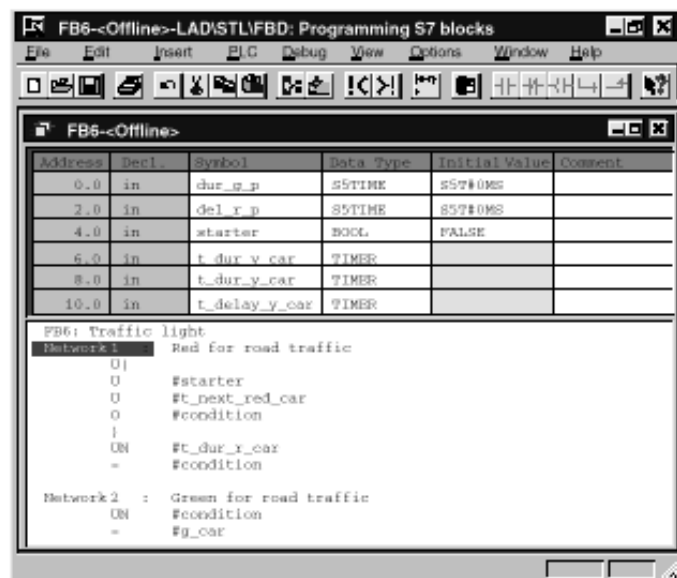 FB6-<Offline>-LAD\STL\FBD: Programming S7 blocks
File Edit Insert PLC Debug View Options Window Help
FB6-<Offline>
Address Decl. Symbol Data Type Initial Value Comment
0.0 in dur_g_p S5TIME S5T#0MS
2.0 in del_r_p S5TIME S5T#0MS
4.0 in starter BOOL FALSE
6.0 in t_dur_y_car TIMER
8.0 in t_dur_y_car TIMER
10.0 in t_delay_y_car TIMER
FB6: Traffic light
Network1 : Red for road traffic
U(
U #starter
U #t_next_red_car
O #condition
)
UN #t_dur_r_car
= #condition
Network2 : Green for road traffic
UN #condition
= #g_car